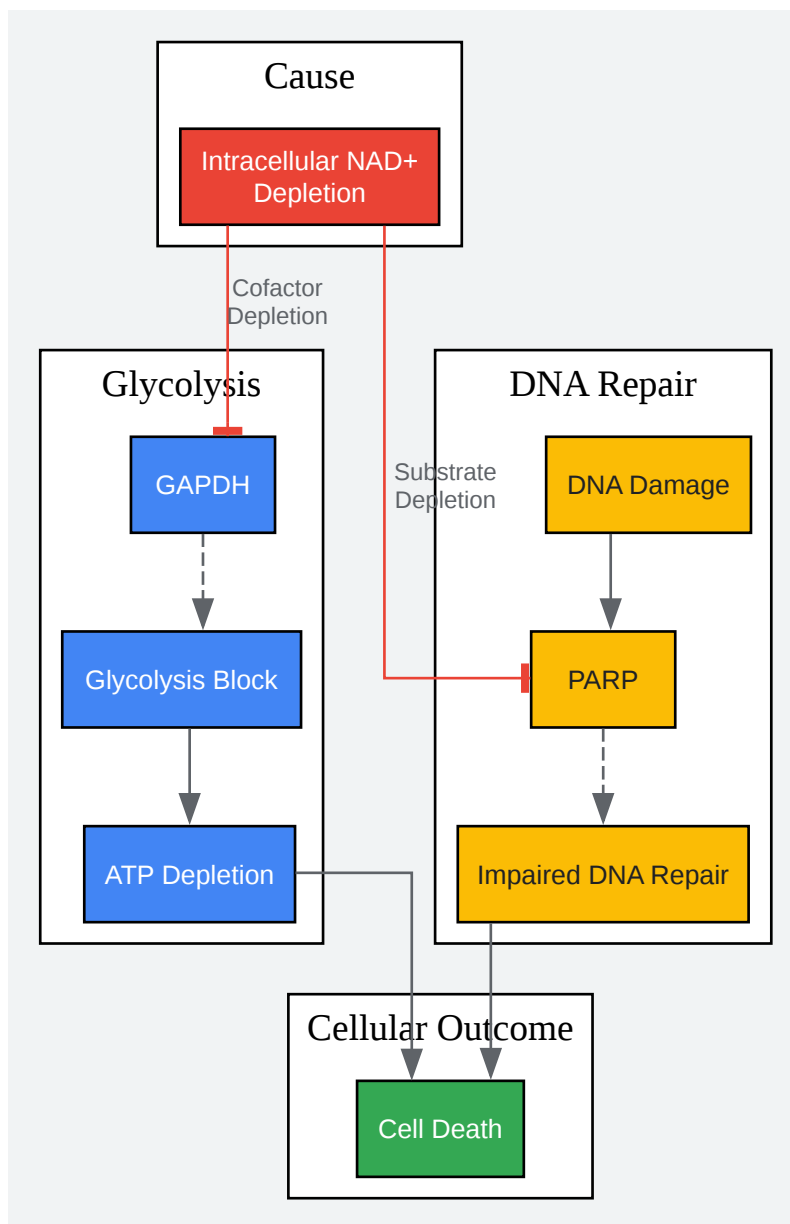 Cause
Intracellular NAD+
Depletion
Cofactor
Depletion
Glycolysis
GAPDH
Glycolysis Block
ATP Depletion
Substrate
Depletion
DNA Repair
DNA Damage
PARP
Impaired DNA Repair
Cellular Outcome
Cell Death